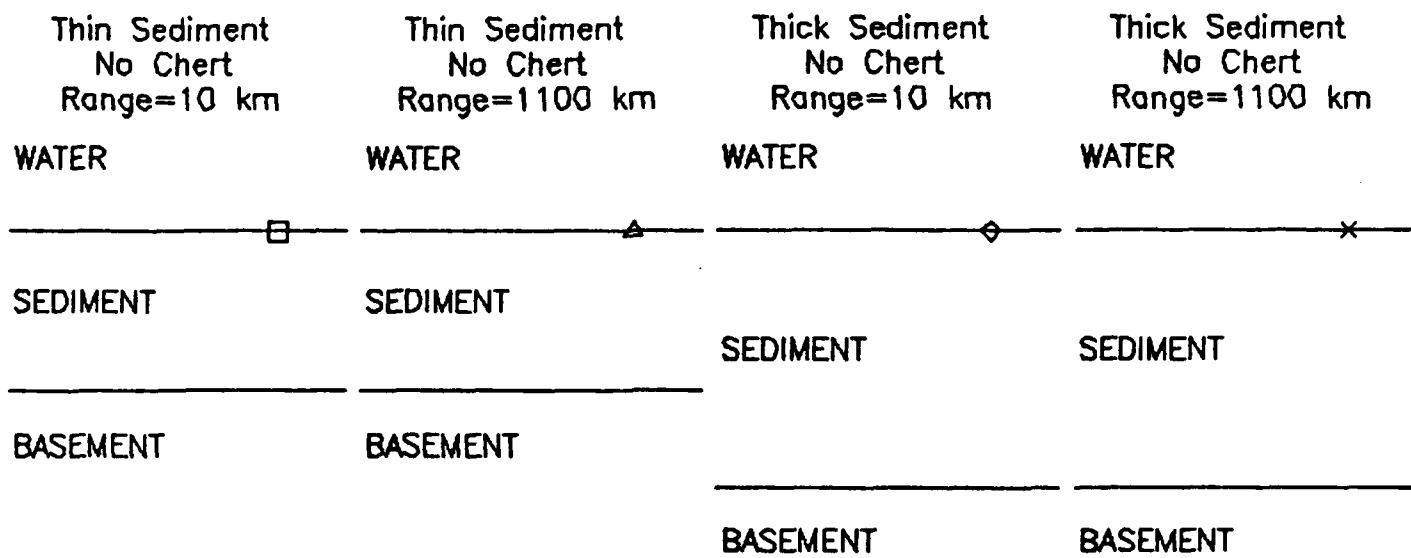 Thin Sediment
No Chert
Range=10 km
WATER
SEDIMENT
BASEMENT
Thin Sediment
No Chert
Range=1100 km
WATER
SEDIMENT
BASEMENT
Thick Sediment
No Chert
Range=10 km
WATER
SEDIMENT
BASEMENT
Thick Sediment
No Chert
Range=1100 km
WATER
SEDIMENT
BASEMENT